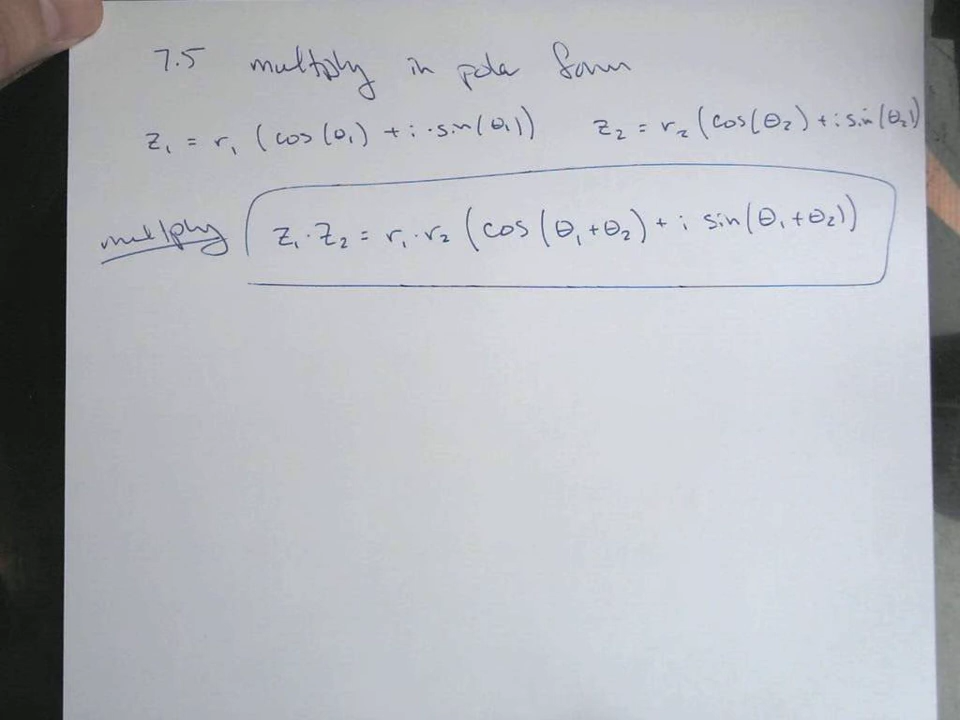 7.5 multiply in polar form
z₁ = r₁ (cos(θ₁) + i·sin(θ₁)) z₂ = r₂ (cos(θ₂) + i sin(θ₂))
multiply z₁·z₂ = r₁·r₂ (cos(θ₁+θ₂) + i sin(θ₁+θ₂))